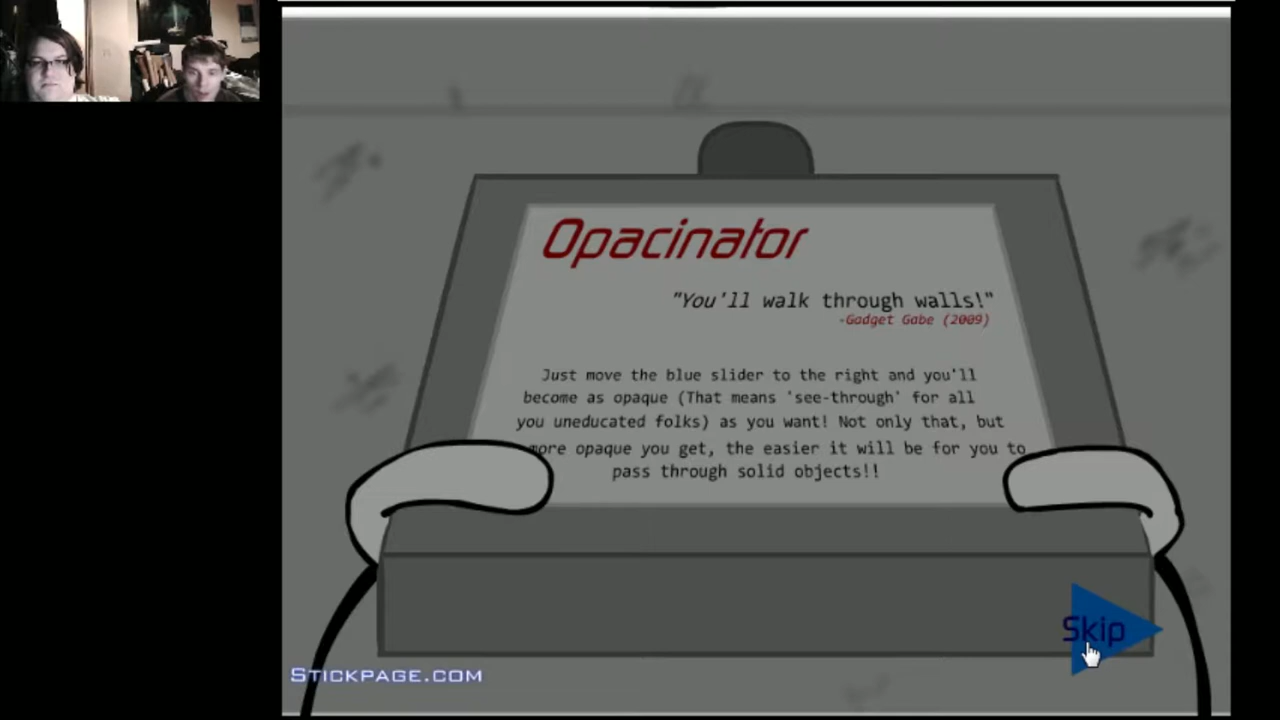 Opacinator
"You'll walk through walls!"
-Gadget Gabe (2009)
Just move the blue slider to the right and you'll
become as opaque (That means 'see-through' for all
you uneducated folks) as you want! Not only that, but
more opaque you get, the easier it will be for you to
pass through solid objects!!
Skip
STICKPAGE.COM